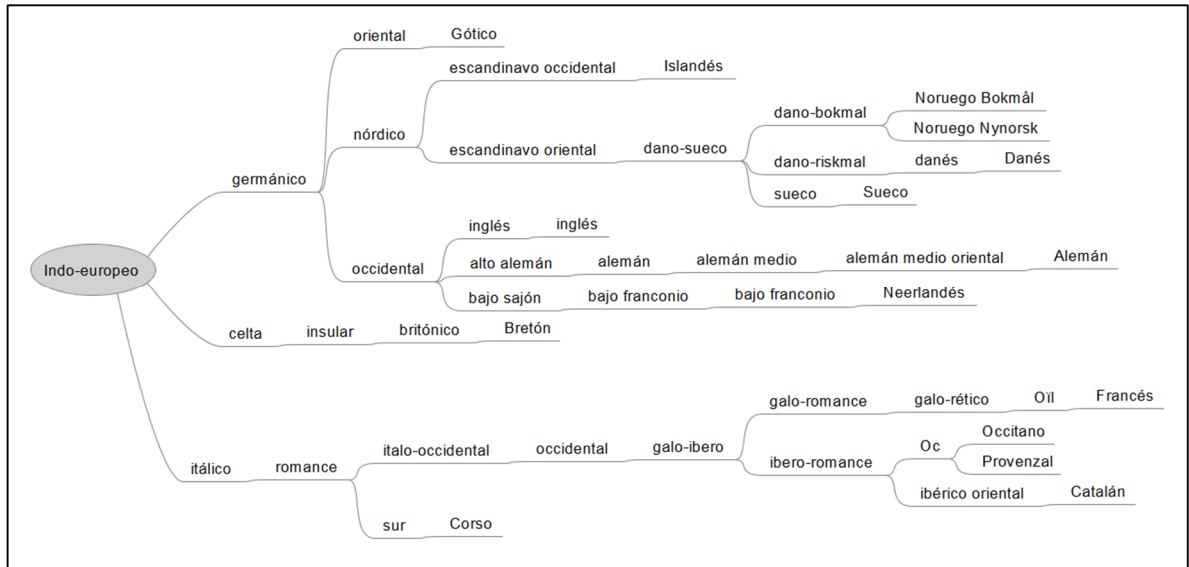 oriental Gótico
escandinavo occidental Islandés
Noruego Bokmål
dano-bokmal
nórdico Noruego Nynorsk
escandinavo oriental dano-sueco
dano-riskmal danés Danés
germánico
sueco Sueco
inglés inglés
Indo-europeo
occidental alto alemán alemán alemán medio alemán medio oriental Alemán
bajo sajón bajo franconio bajo franconio Neerlandés
celta insular britónico Bretón
galo-romance galo-rético Oïl Francés
Occitano
italo-occidental occidental galo-ibero Oc
itálico romance ibero-romance Provenzal
ibérico oriental Catalán
sur Corso